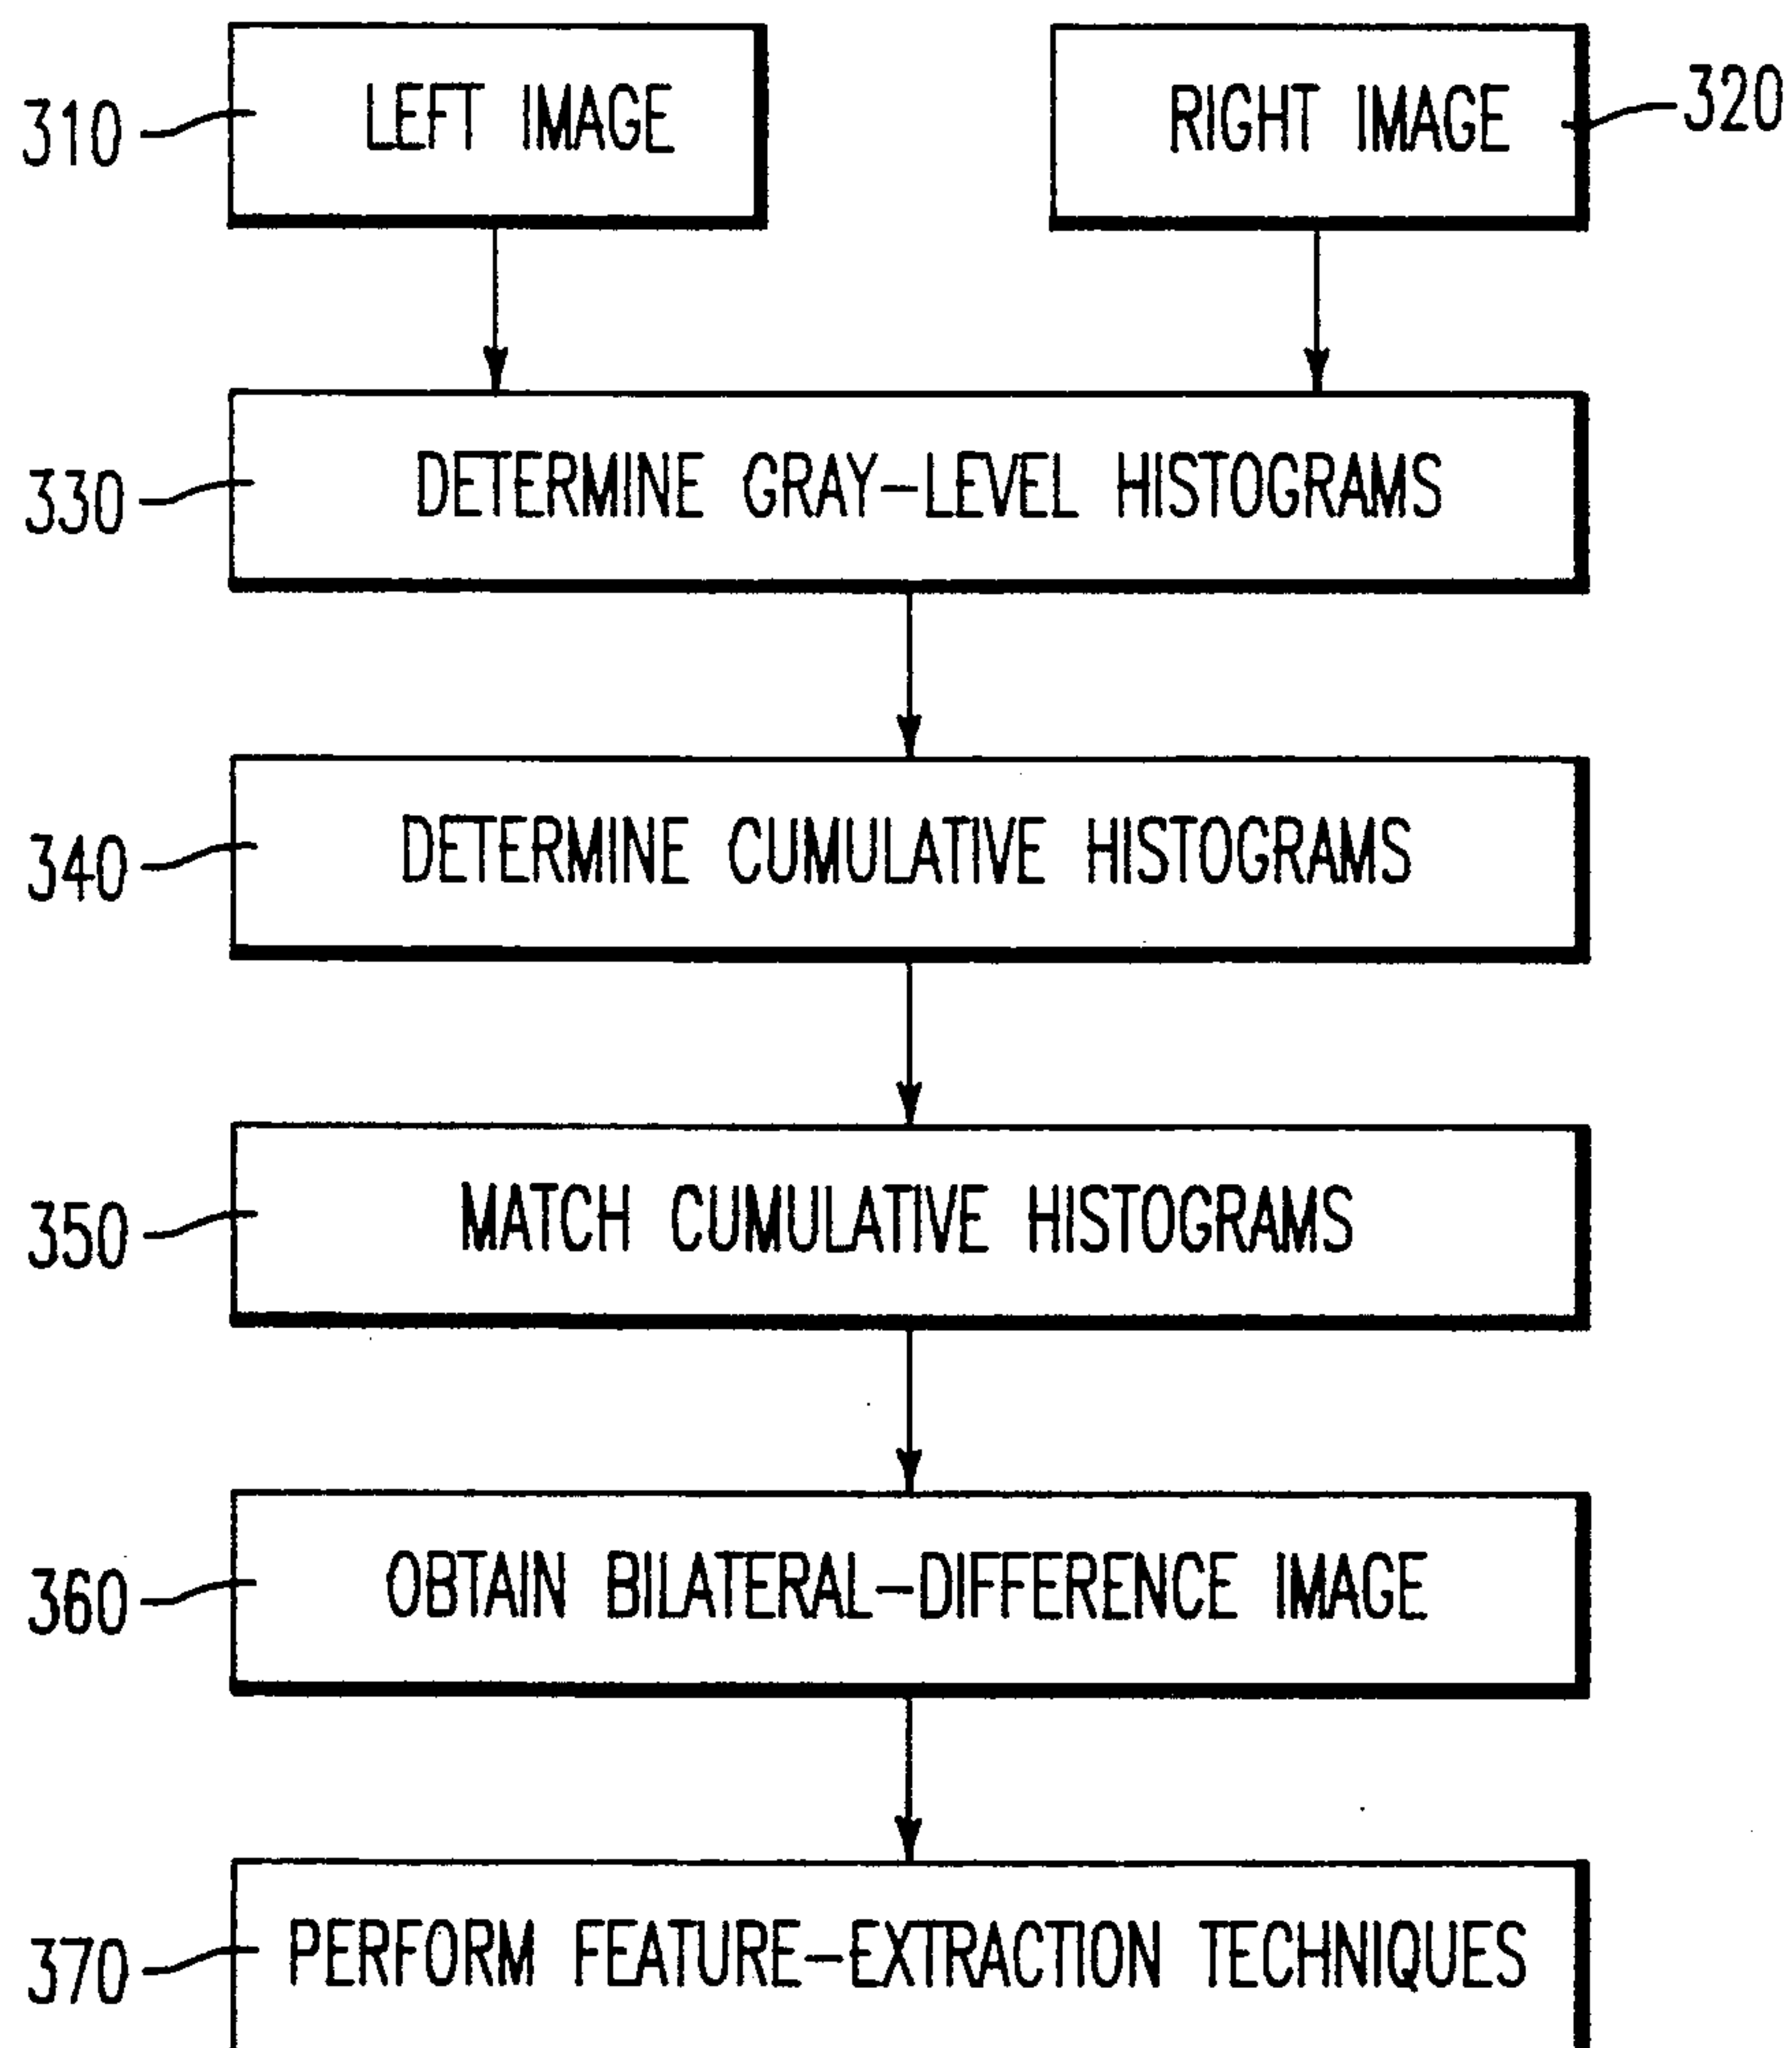 310 LEFT IMAGE
RIGHT IMAGE 320
330 DETERMINE GRAY-LEVEL HISTOGRAMS
340 DETERMINE CUMULATIVE HISTOGRAMS
350 MATCH CUMULATIVE HISTOGRAMS
360 OBTAIN BILATERAL-DIFFERENCE IMAGE
370 PERFORM FEATURE-EXTRACTION TECHNIQUES